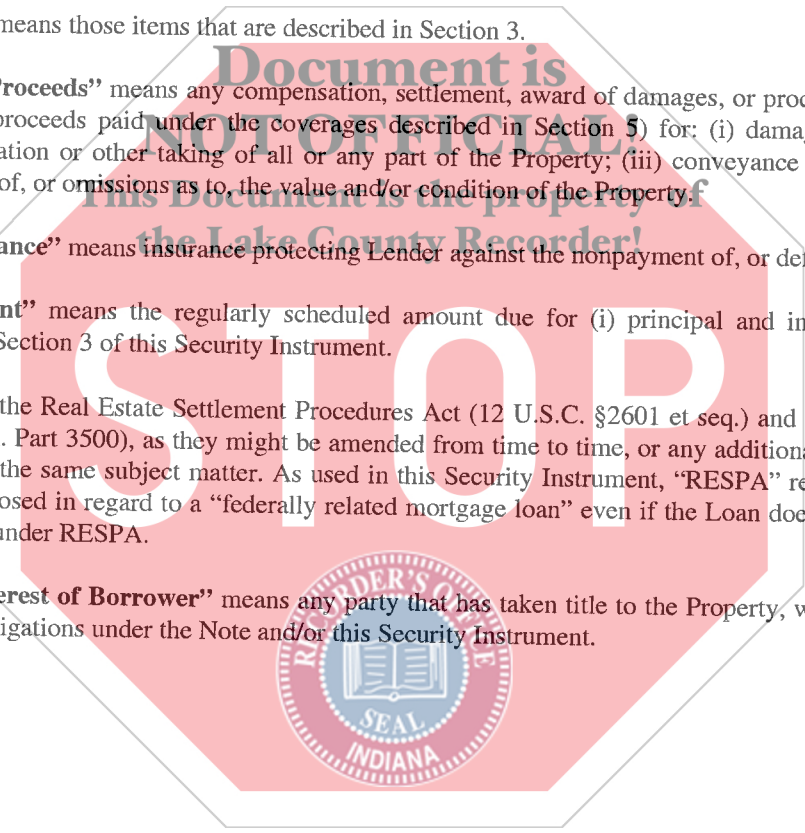 means those items that are described in Section 3.
Document is
roceeds” means any compensation, settlement, award of damages, or proc
proceeds paid under the coverages described in Section 5) for: (i) damag
NOT OFFICIAL!
ation or other taking of all or any part of the Property; (iii) conveyance
of, or omissions as to, the value and/or condition of the Property.
This Document is the property of
the Lake County Recorder!
ance” means insurance protecting Lender against the nonpayment of, or def
nt” means the regularly scheduled amount due for (i) principal and in
Section 3 of this Security Instrument.
STOP
the Real Estate Settlement Procedures Act (12 U.S.C. §2601 et seq.) and
. Part 3500), as they might be amended from time to time, or any additiona
the same subject matter. As used in this Security Instrument, “RESPA” re
osed in regard to a “federally related mortgage loan” even if the Loan doe
under RESPA.
erest of Borrower” means any party that has taken title to the Property, w
igations under the Note and/or this Security Instrument.
RECORDER'S OFFICE
SEAL
INDIANA